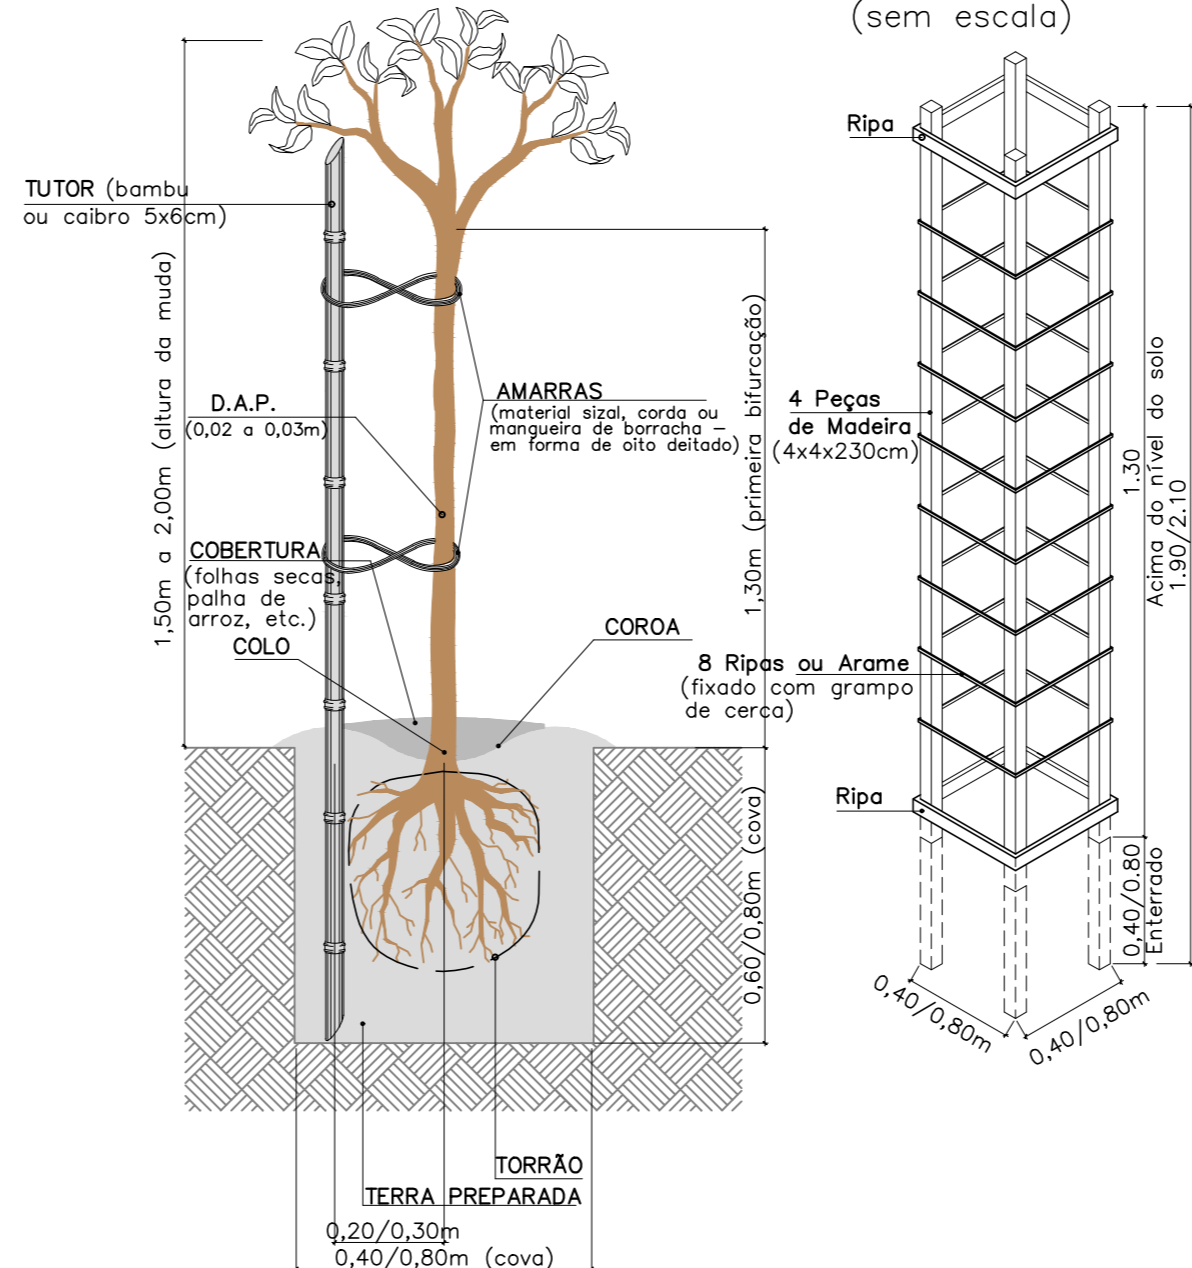 (sem escala)
TUTOR (bambu
ou caibro 5x6cm)
1,50m a 2,00m (altura da muda)
D.A.P.
(0,02 a 0,03m)
AMARRAS
(material sizal, corda ou
mangueira de borracha –
em forma de oito deitado)
1,30m (primeira bifurcação)
COBERTURA
(folhas secas,
palha de
arroz, etc.)
COLO
COROA
0,60/0,80m (cova)
TORRÃO
TERRA PREPARADA
0,20/0,30m
0,40/0,80m (cova)
Ripa
4 Peças
de Madeira
(4x4x230cm)
8 Ripas ou Arame
(fixado com grampo
de cerca)
Ripa
1.30
Acima do nível do solo
1.90/2.10
0,40/0.80
Enterrado
0,40/0,80m
0,40/0,80m